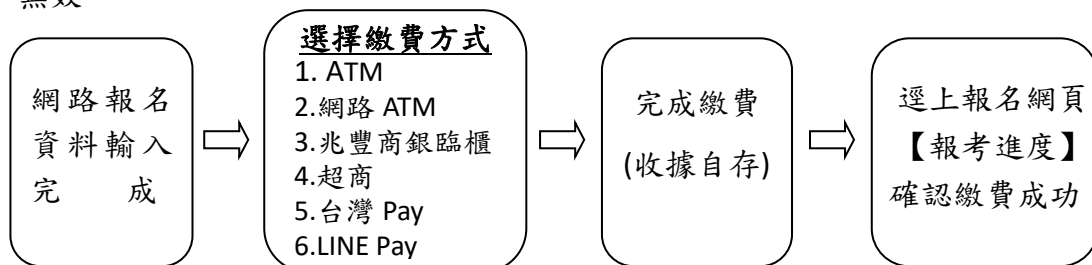 網路報名
資料輸入
完成
選擇繳費方式
1. ATM
2.網路 ATM
3.兆豐商銀臨櫃
4.超商
5.台灣 Pay
6.LINE Pay
完成繳費
(收據自存)
逕上報名網頁
【報考進度】
確認繳費成功